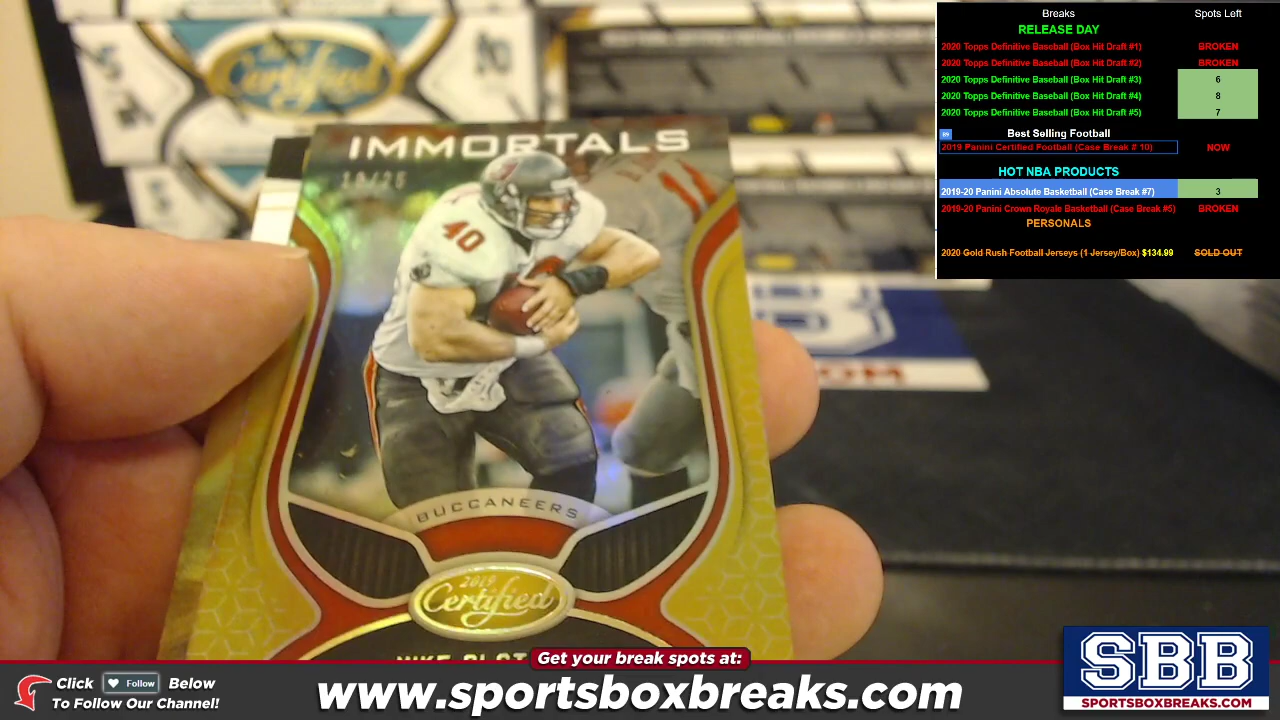 Breaks Spots Left
RELEASE DAY
2020 Topps Definitive Baseball (Box Hit Draft #1) BROKEN
2020 Topps Definitive Baseball (Box Hit Draft #2) BROKEN
2020 Topps Definitive Baseball (Box Hit Draft #3) 6
2020 Topps Definitive Baseball (Box Hit Draft #4) 8
2020 Topps Definitive Baseball (Box Hit Draft #5) 7
Best Selling Football
2019 Panini Certified Football (Case Break # 10) NOW
HOT NBA PRODUCTS
2019-20 Panini Absolute Basketball (Case Break #7) 3
2019-20 Panini Crown Royale Basketball (Case Break #5) BROKEN
PERSONALS
2020 Gold Rush Football Jerseys (1 Jersey/Box) $134.99 SOLD OUT
IMMORTALS
40
BUCCANEERS
2019
Certified
Get your break spots at:
www.sportsboxbreaks.com
Click Follow Below
To Follow Our Channel!
SBB
SPORTSBOXBREAKS.COM